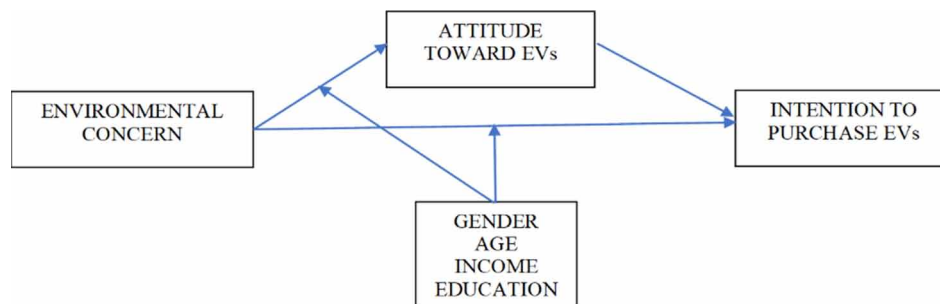 ATTITUDE
TOWARD EVs
ENVIRONMENTAL
CONCERN
INTENTION TO
PURCHASE EVs
GENDER
AGE
INCOME
EDUCATION